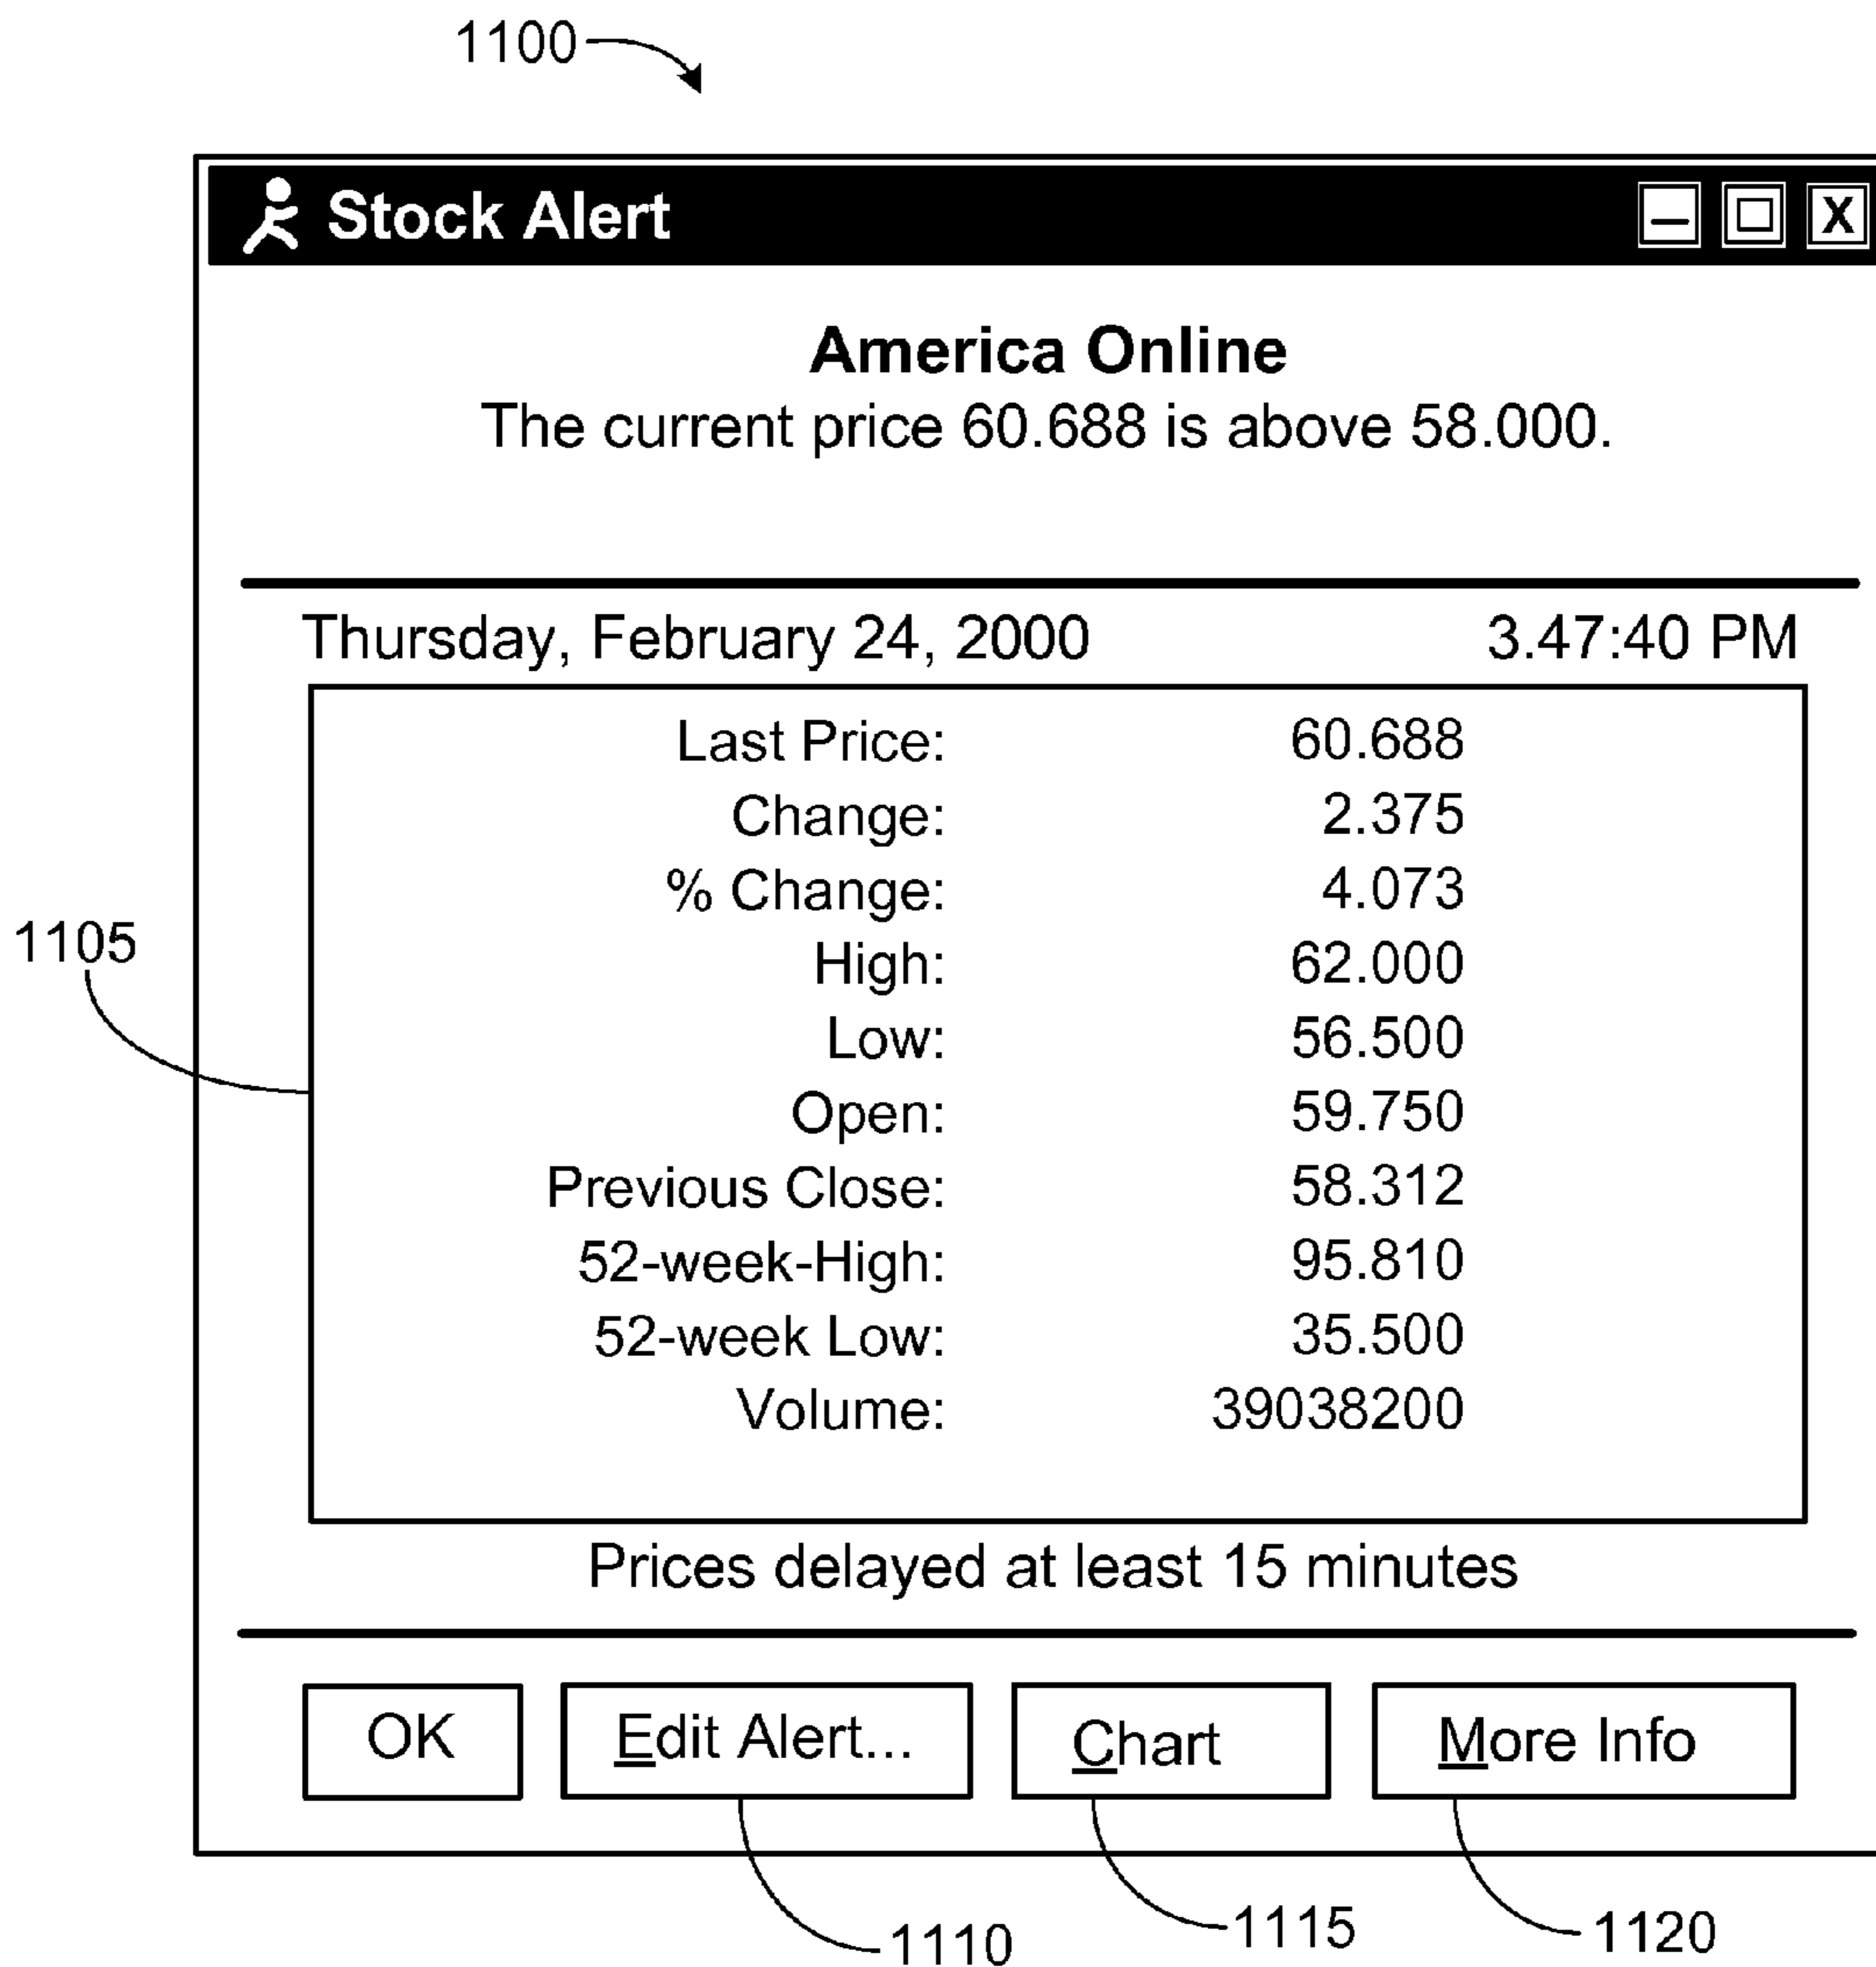 1100
Stock Alert
X
America Online
The current price 60.688 is above 58.000.
Thursday, February 24, 2000 3.47:40 PM
Last Price: 60.688
Change: 2.375
% Change: 4.073
1105
High: 62.000
Low: 56.500
Open: 59.750
Previous Close: 58.312
52-week-High: 95.810
52-week Low: 35.500
Volume: 39038200
Prices delayed at least 15 minutes
OK Edit Alert... Chart More Info
1110 1115 1120